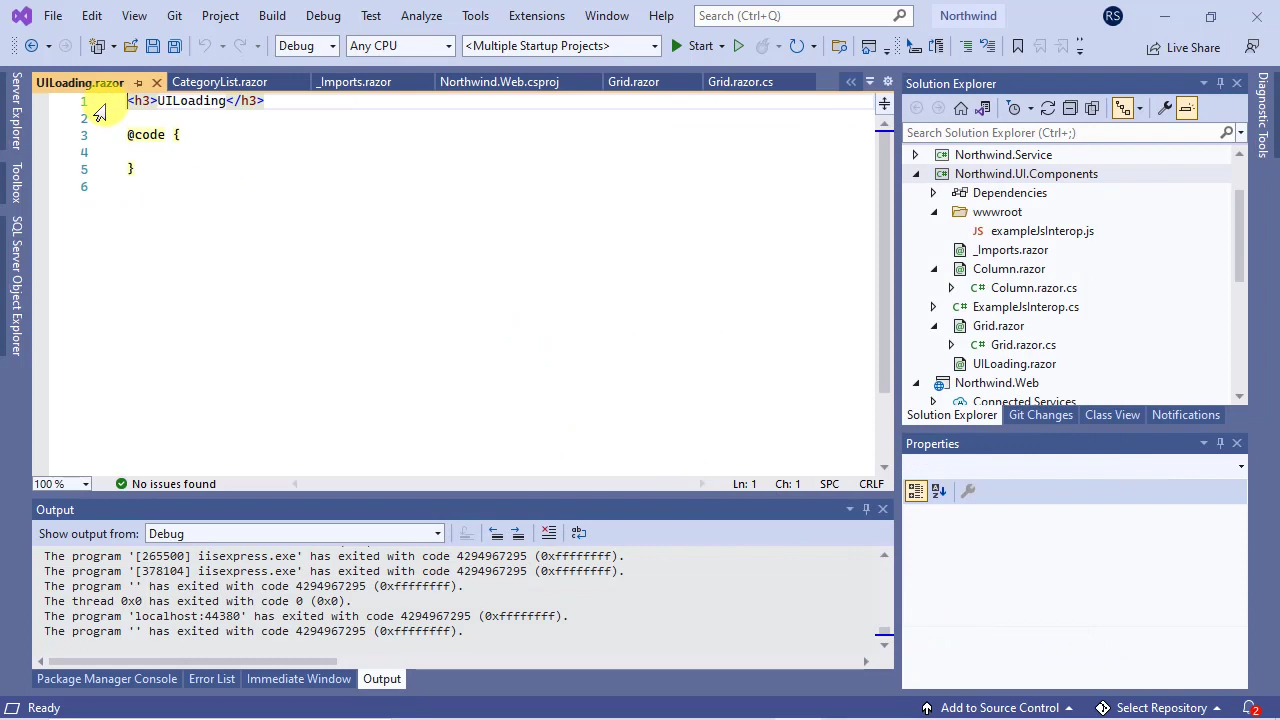 File Edit View Git Project Build Debug Test Analyze Tools Extensions Window Help Search (Ctrl+Q) Northwind RS
Debug Any CPU <Multiple Startup Projects> Start Live Share
UILoading.razor CategoryList.razor _Imports.razor Northwind.Web.csproj Grid.razor Grid.razor.cs
Server Explorer
Toolbox
SQL Server Object Explorer
1 <h3>UILoading</h3>
2
3 @code {
4
5 }
6
100 % No issues found Ln: 1 Ch: 1 SPC CRLF
Output
Show output from: Debug
The program '[265500] iisexpress.exe' has exited with code 4294967295 (0xffffffff).
The program '[378104] iisexpress.exe' has exited with code 4294967295 (0xffffffff).
The program '' has exited with code 4294967295 (0xffffffff).
The thread 0x0 has exited with code 0 (0x0).
The program 'localhost:44380' has exited with code 4294967295 (0xffffffff).
The program '' has exited with code 4294967295 (0xffffffff).
Package Manager Console Error List Immediate Window Output
Solution Explorer
Search Solution Explorer (Ctrl+;)
C# Northwind.Service
C# Northwind.UI.Components
Dependencies
wwwroot
JS exampleJsInterop.js
_Imports.razor
Column.razor
C# Column.razor.cs
C# ExampleJsInterop.cs
Grid.razor
C# Grid.razor.cs
UILoading.razor
Northwind.Web
Connected Services
Solution Explorer Git Changes Class View Notifications
Properties
Diagnostic Tools
Ready Add to Source Control Select Repository 2